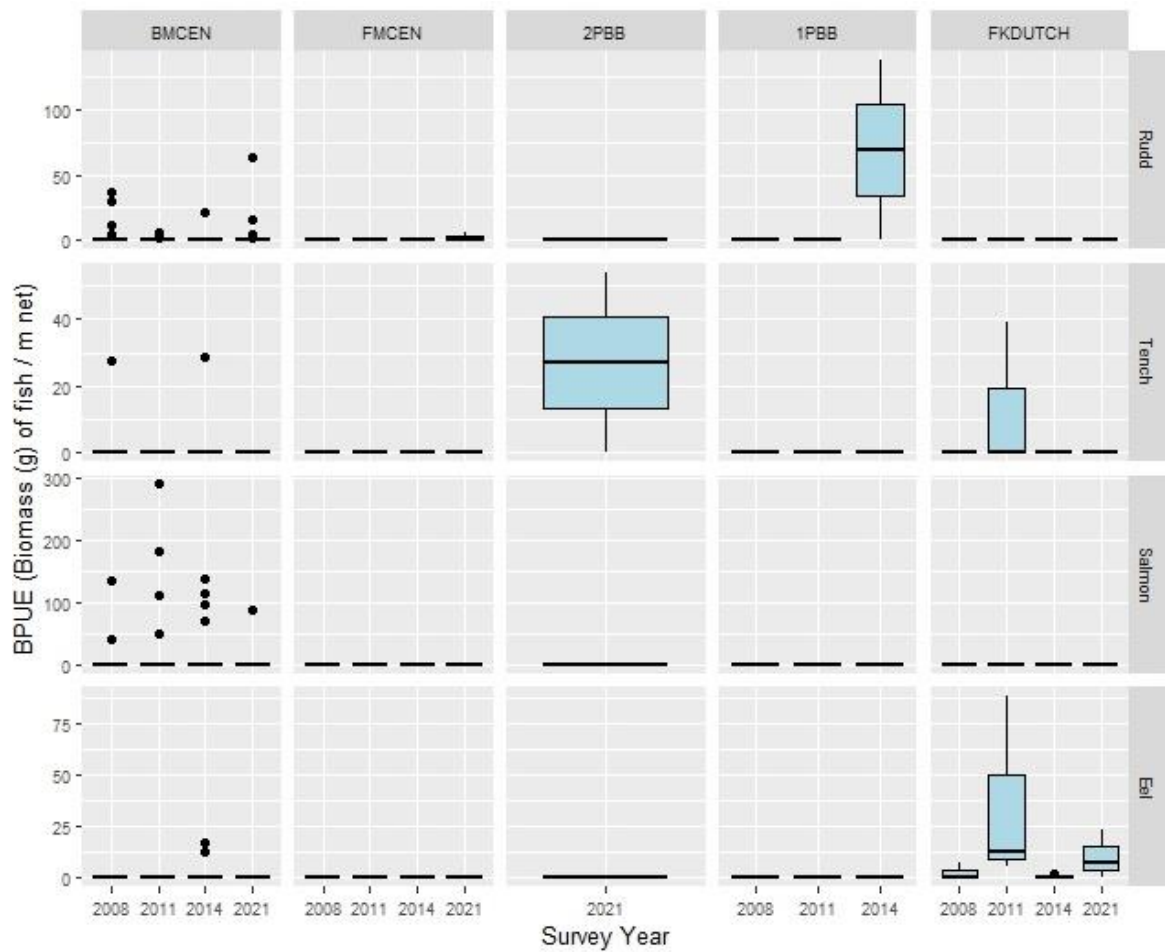 BMCEN FMCEN 2PBB 1PBB FKDUTCH
100
50
0
Rudd
40
20
0
Tench
300
200
100
0
Salmon
75
50
25
0
Eel
BPUE (Biomass (g) of fish / m net)
2008 2011 2014 2021 2008 2011 2014 2021 2021 2008 2011 2014 2008 2011 2014 2021
Survey Year